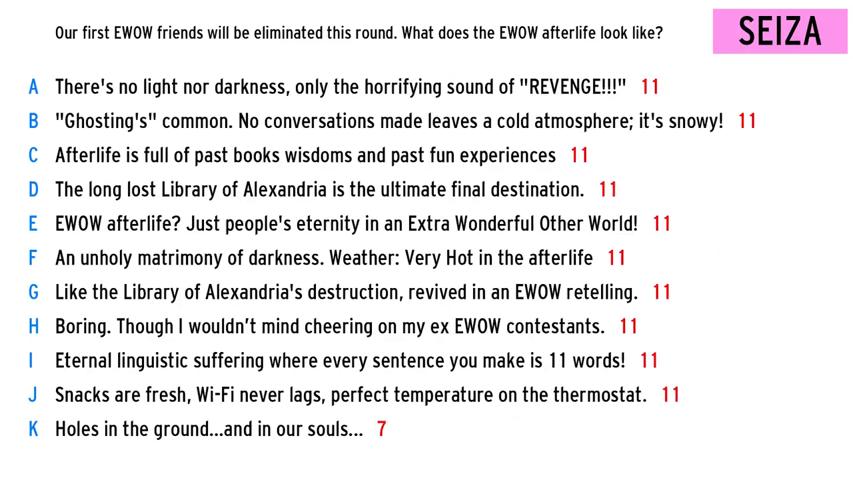 Our first EWOW friends will be eliminated this round. What does the EWOW afterlife look like?
SEIZA
A There's no light nor darkness, only the horrifying sound of "REVENGE!!!" 11
B "Ghosting's" common. No conversations made leaves a cold atmosphere; it's snowy! 11
C Afterlife is full of past books wisdoms and past fun experiences 11
D The long lost Library of Alexandria is the ultimate final destination. 11
E EWOW afterlife? Just people's eternity in an Extra Wonderful Other World! 11
F An unholy matrimony of darkness. Weather: Very Hot in the afterlife 11
G Like the Library of Alexandria's destruction, revived in an EWOW retelling. 11
H Boring. Though I wouldn’t mind cheering on my ex EWOW contestants. 11
I Eternal linguistic suffering where every sentence you make is 11 words! 11
J Snacks are fresh, Wi-Fi never lags, perfect temperature on the thermostat. 11
K Holes in the ground...and in our souls... 7